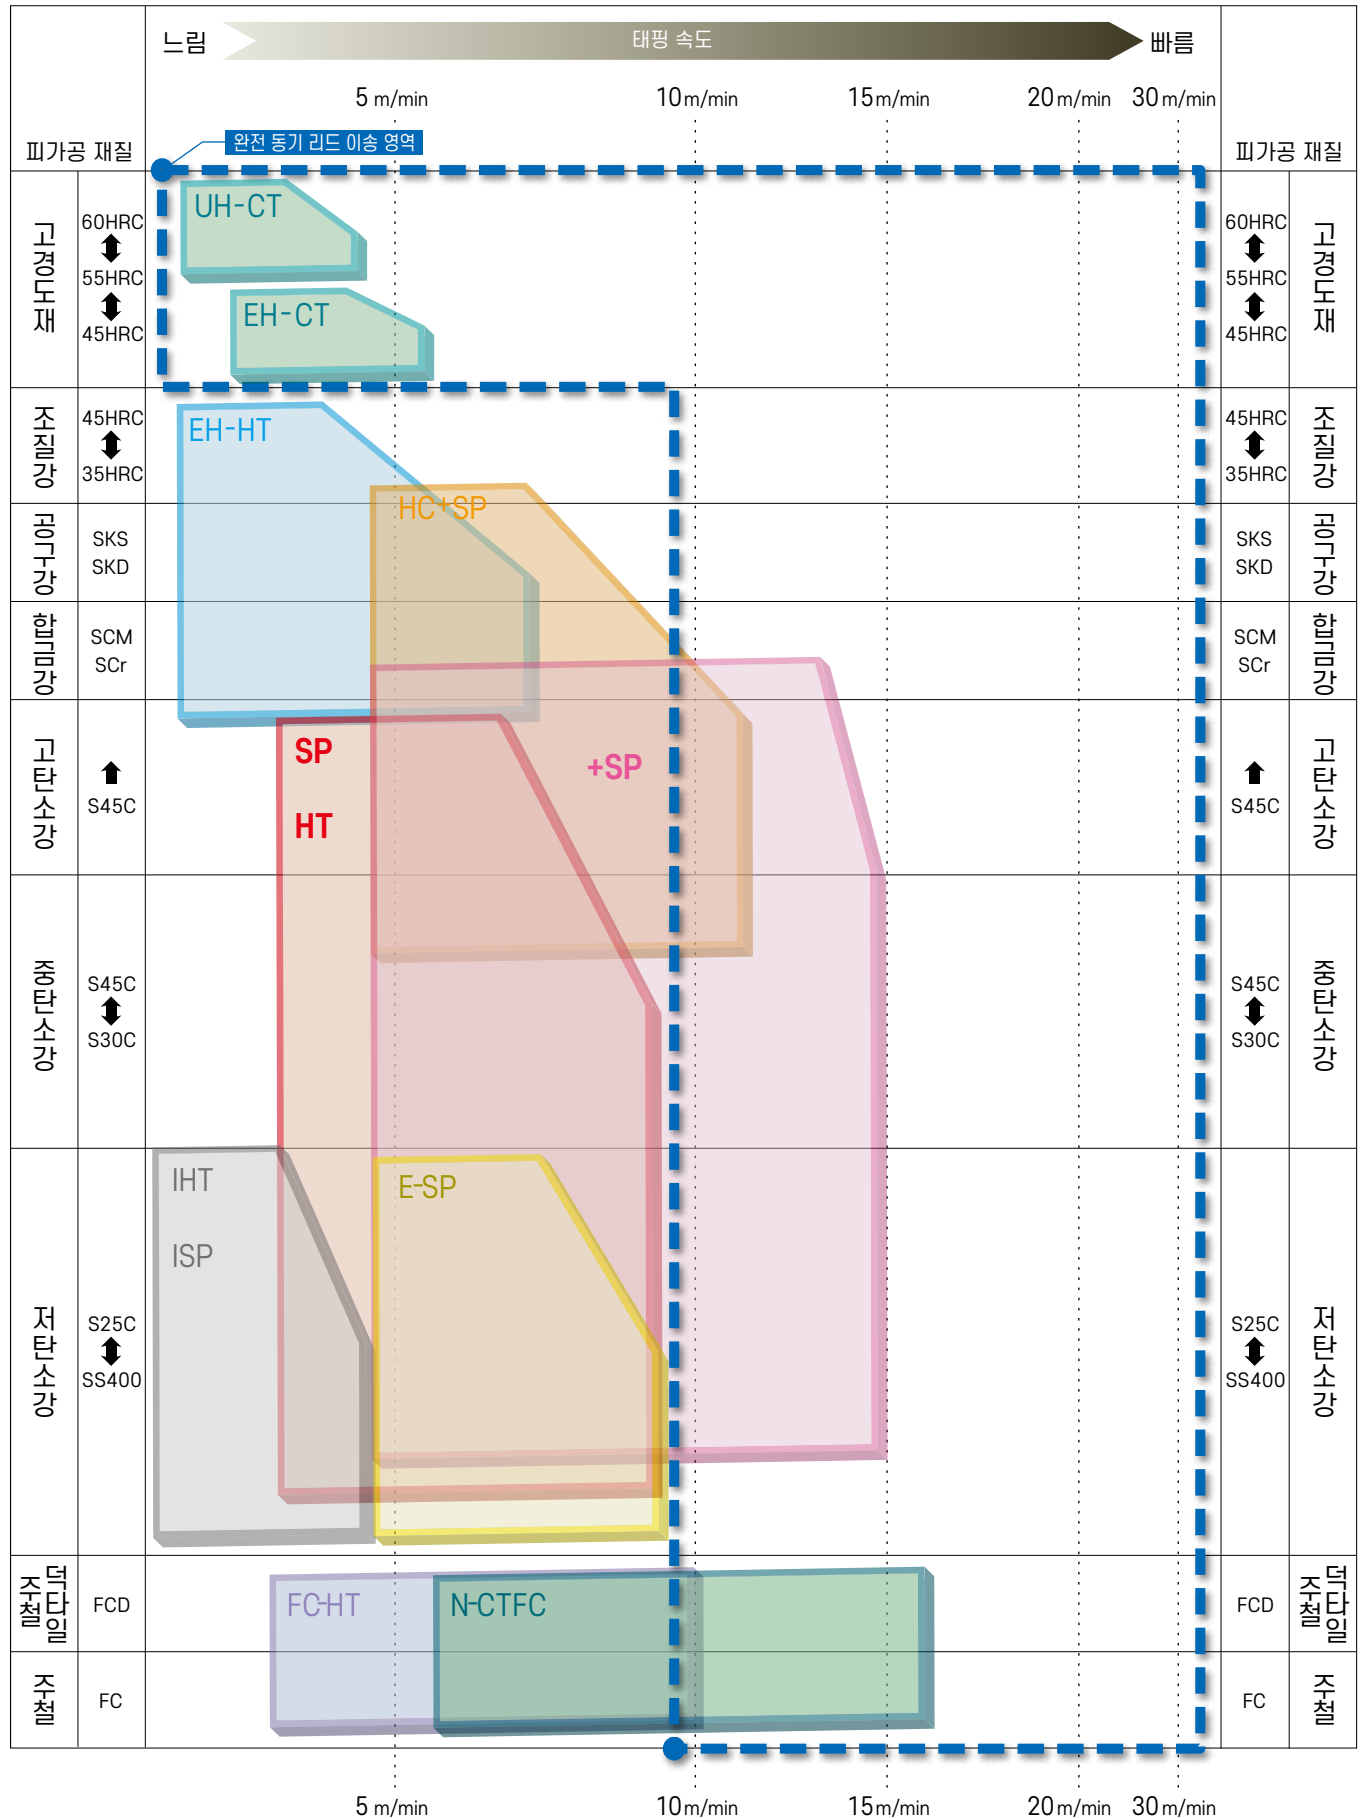 느림
태핑 속도
빠름
5 m/min
10 m/min
15 m/min
20 m/min
30 m/min
피가공 재질
완전 동기 리드 이송 영역
피가공 재질
고경도재
60HRC
55HRC
45HRC
UH-CT
EH-CT
60HRC
55HRC
45HRC
고경도재
조질강
45HRC
35HRC
EH-HT
HC+SP
45HRC
35HRC
조질강
공구강
SKS
SKD
SKS
SKD
공구강
합금강
SCM
SCr
SCM
SCr
합금강
고탄소강
S45C
SP
HT
+SP
S45C
고탄소강
중탄소강
S45C
S30C
S45C
S30C
중탄소강
저탄소강
S25C
SS400
IHT
ISP
E-SP
S25C
SS400
저탄소강
덕타일
주철
FCD
FC-HT
N-CTFC
FCD
덕타일
주철
주철
FC
FC
주철
5 m/min
10 m/min
15 m/min
20 m/min
30 m/min